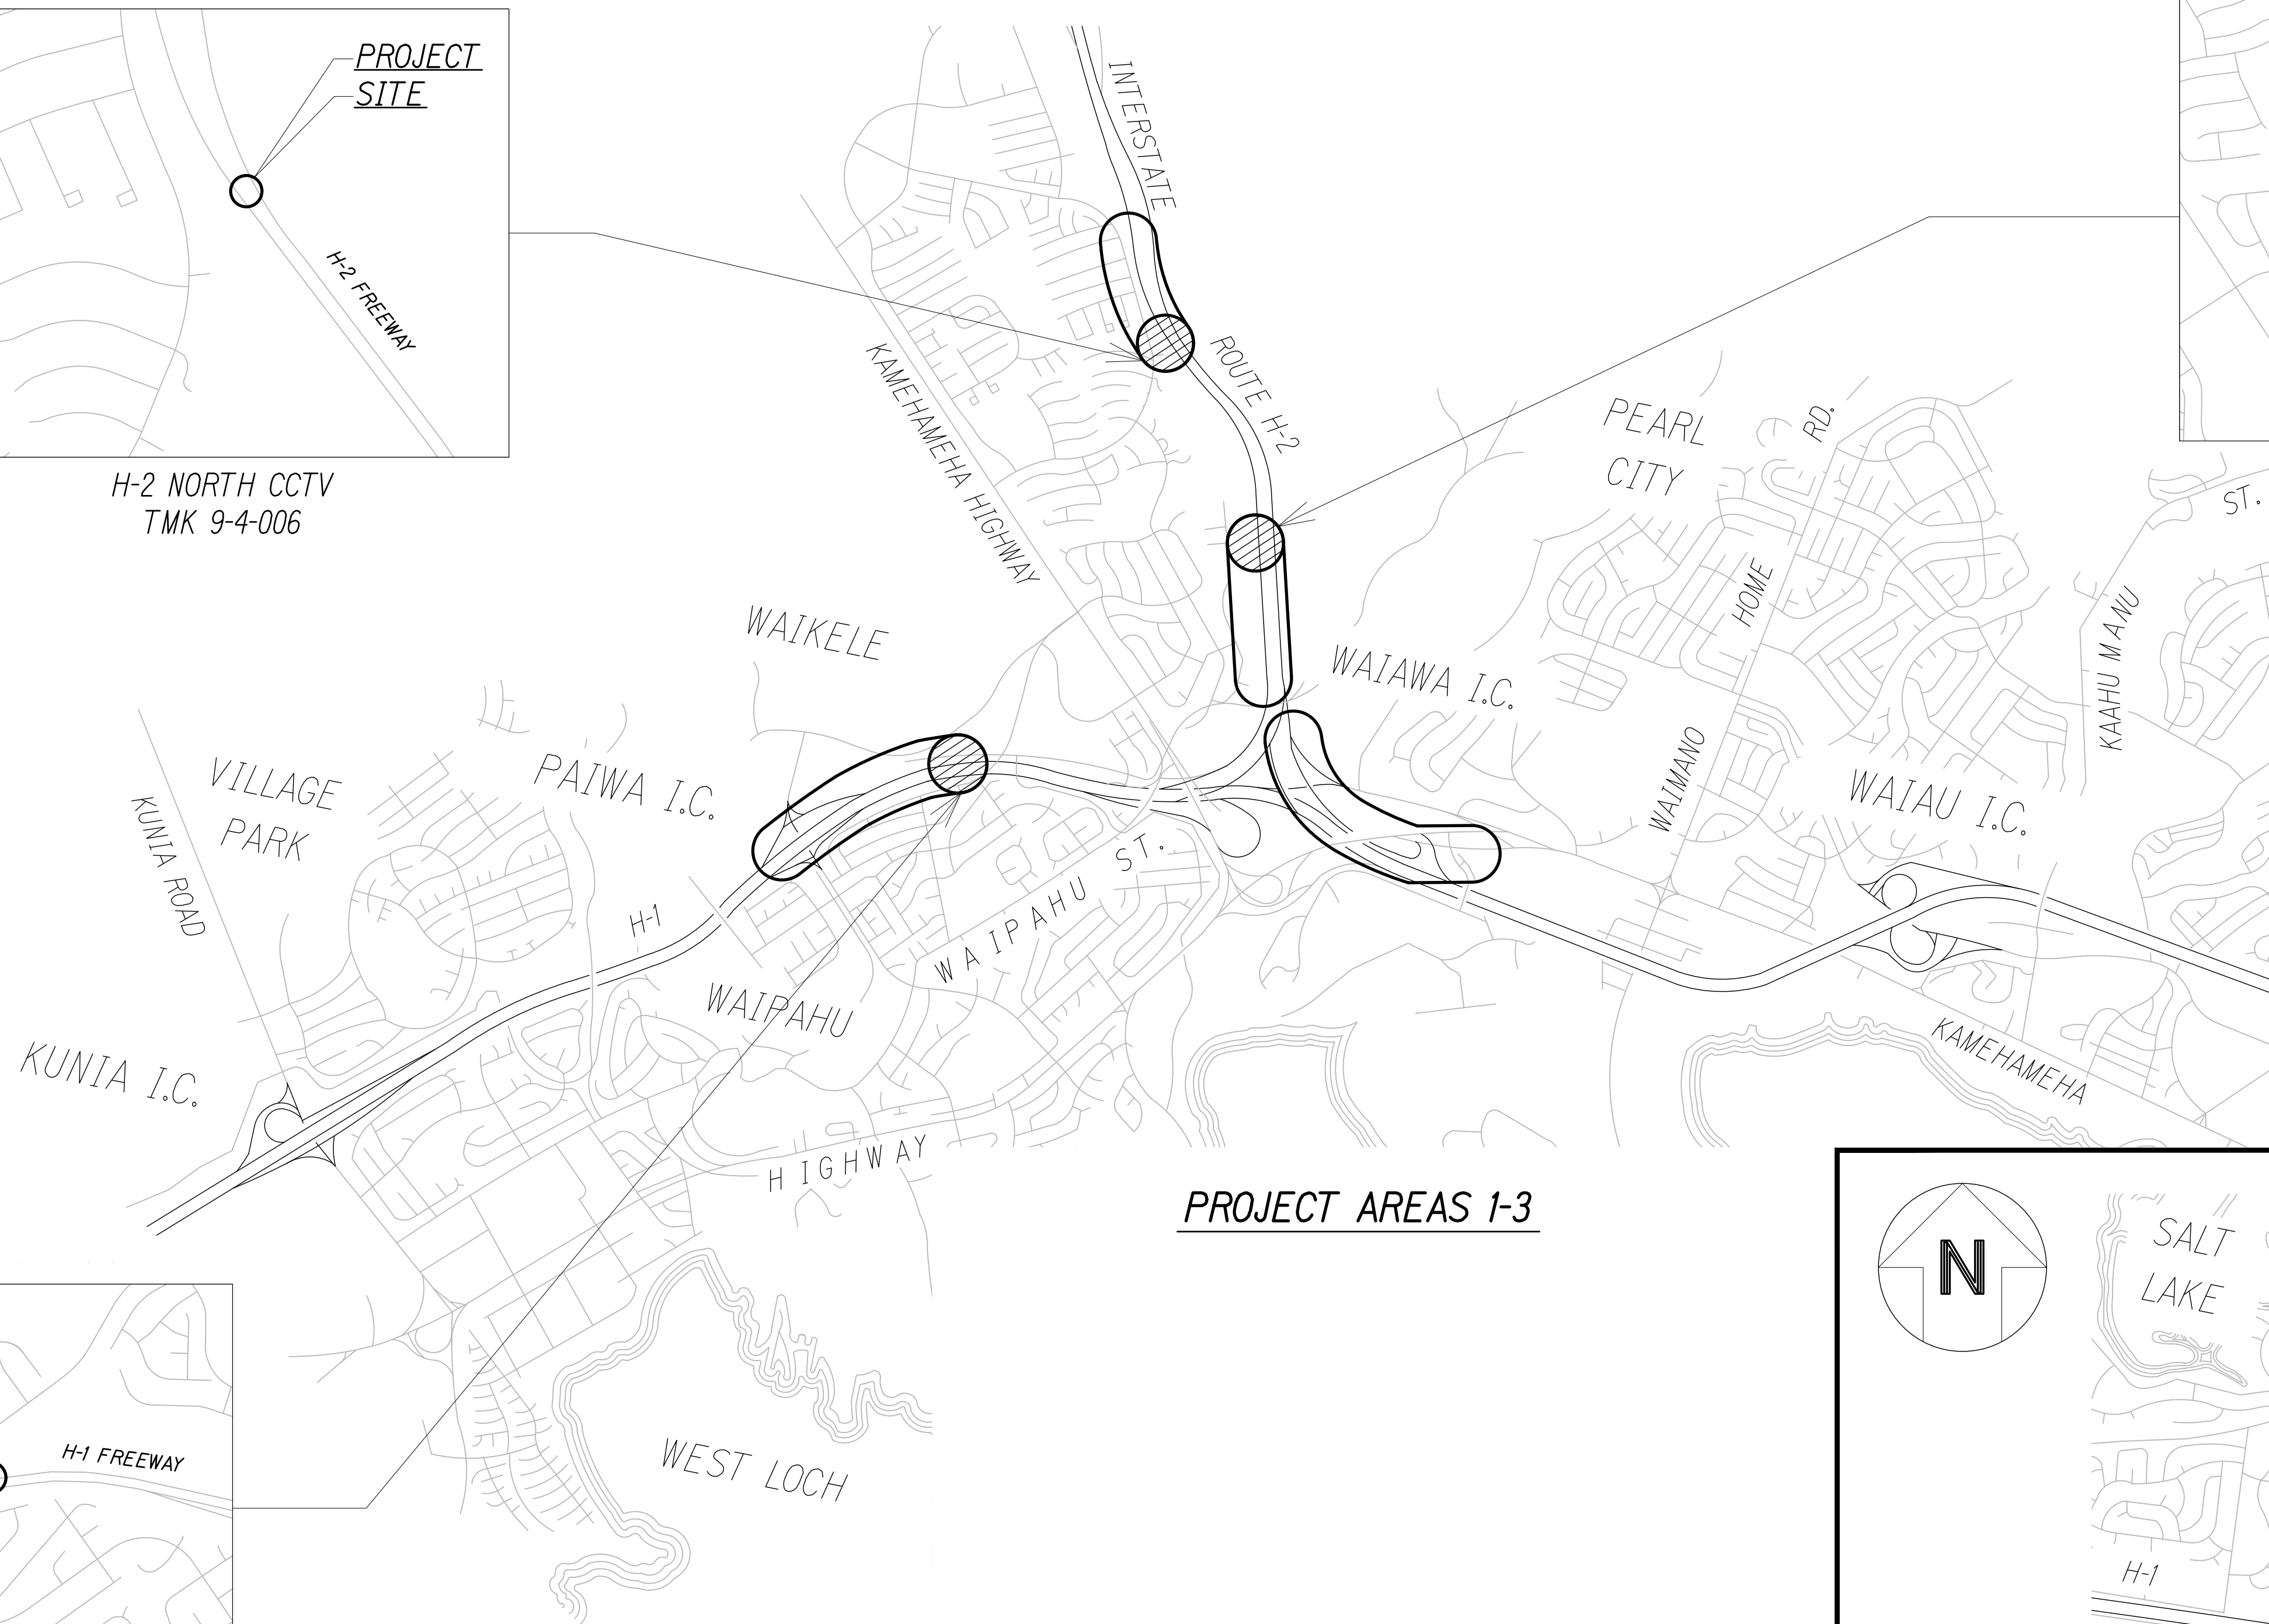 PROJECT
SITE
H-2 FREEWAY
H-2 NORTH CCTV
TMK 9-4-006
INTERSTATE
ROUTE H-2
KAMEHAMEHA HIGHWAY
PEARL
CITY
RD.
HOME
WAIMANO
ST.
KAAHUMANU
WAIKELE
WAIAWA I.C.
VILLAGE
PARK
PAIWA I.C.
WAIAU I.C.
KUNIA ROAD
H-1
WAIPAHU ST.
WAIPAHU
KUNIA I.C.
KAMEHAMEHA
HIGHWAY
PROJECT AREAS 1-3
N
SALT
LAKE
H-1 FREEWAY
WEST LOCH
H-1